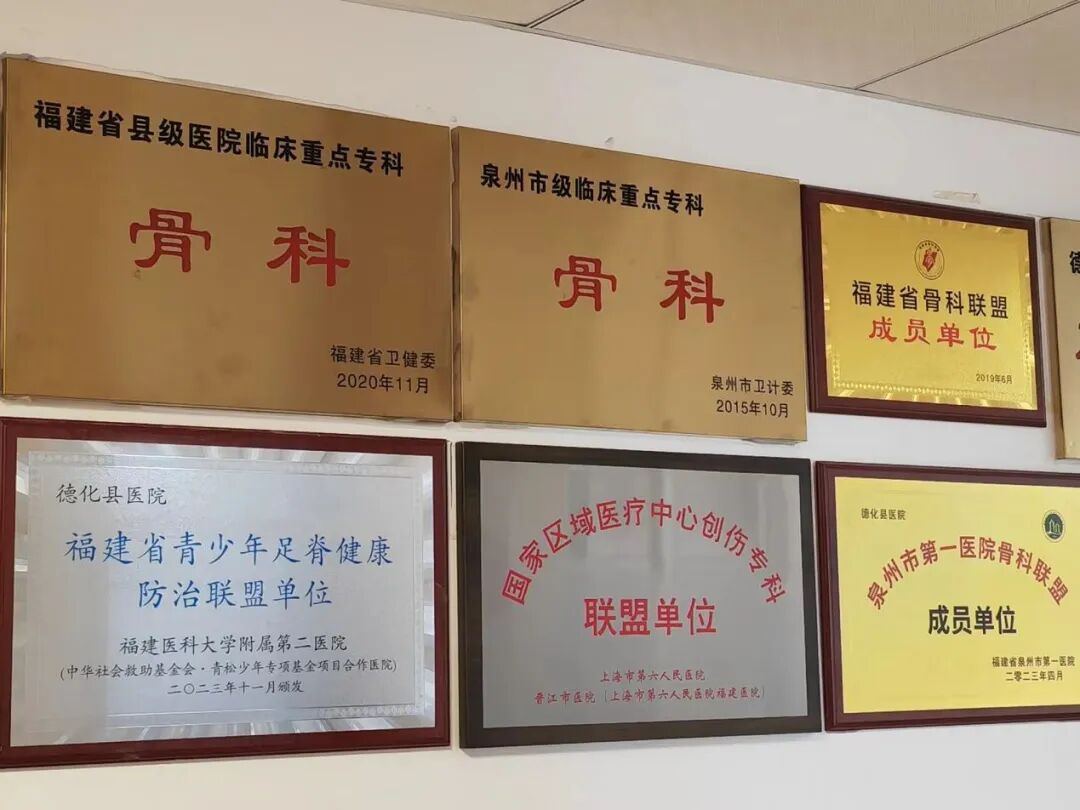 福建省县级医院临床重点专科
骨科
福建省卫健委
2020年11月
泉州市级临床重点专科
骨科
泉州市卫计委
2015年10月
福建省骨科联盟
成员单位
2019年6月
德化县医院
福建省青少年足脊健康
防治联盟单位
福建医科大学附属第二医院
(中华社会救助基金会·青松少年专项基金项目合作医院)
二〇二三年十一月颁发
国家区域医疗中心创伤专科
联盟单位
上海市第六人民医院
晋江市医院（上海市第六人民医院福建医院）
德化县医院
泉州市第一医院骨科联盟
成员单位
福建省泉州市第一医院
二零二三年四月